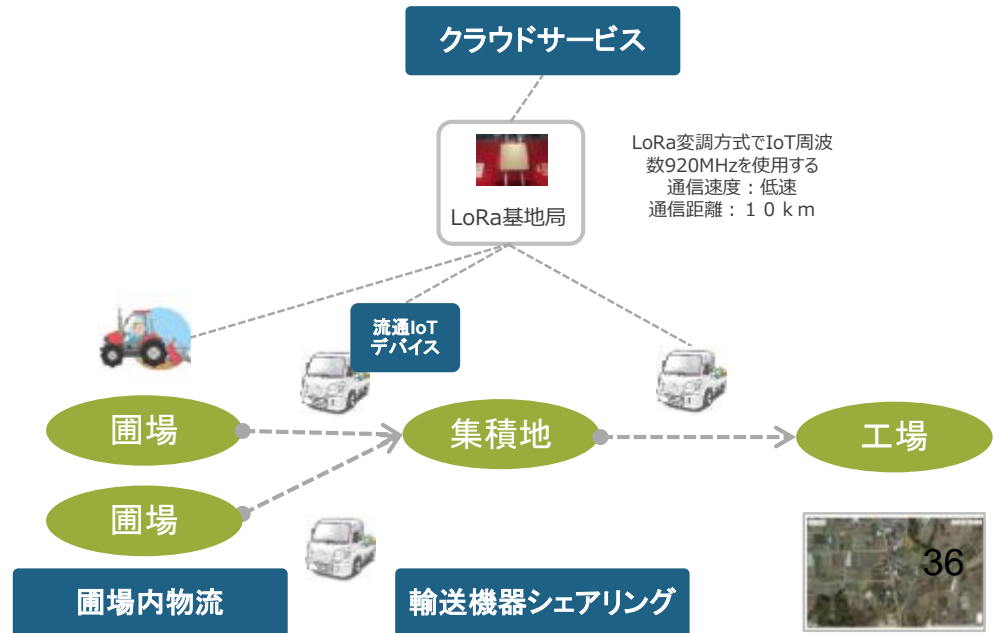 クラウドサービス
LoRa基地局
LoRa変調方式でIoT周波
数920MHzを使用する
通信速度：低速
通信距離：１０ｋｍ
流通IoT
デバイス
圃場
集積地
工場
圃場
36
圃場内物流
輸送機器シェアリング